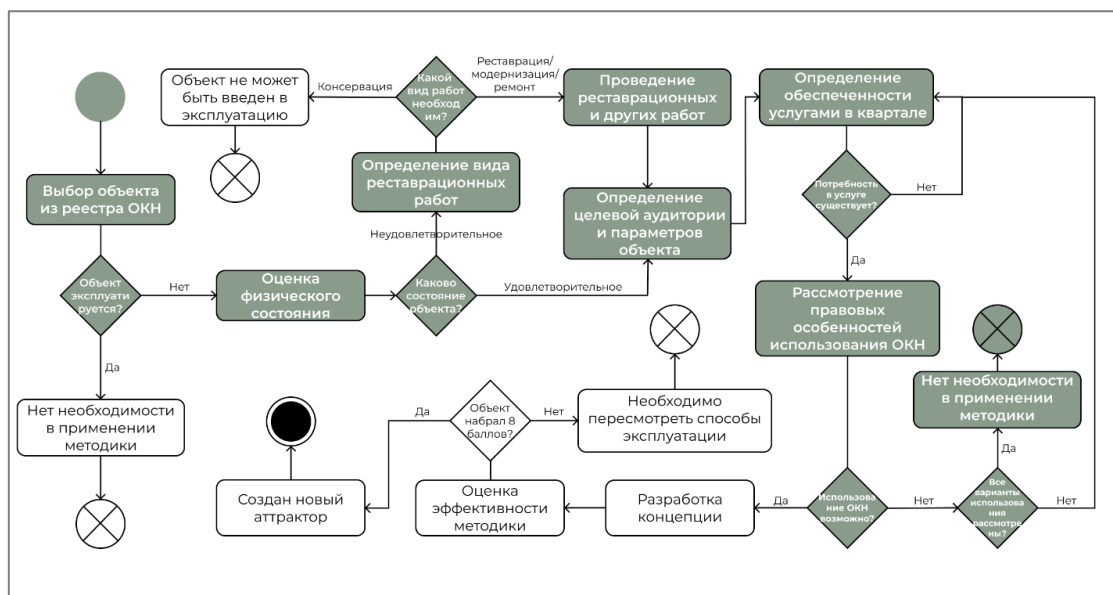 Объект не может
быть введен в
эксплуатацию
Консервация
Какой
вид работ
необход
им?
Реставрация/
модернизация/
ремонт
Проведение
реставрационных
и других работ
Определение
обеспеченности
услугами в квартале
Выбор объекта
из реестра ОКН
Определение вида
реставрационных
работ
Определение
целевой аудитории
и параметров
объекта
Потребность
в услуге
существует?
Нет
Неудовлетворительное
Да
Объект
эксплуати
руется?
Нет
Оценка
физического
состояния
Каково
состояние
объекта?
Удовлетворительное
Рассмотрение
правовых
особенностей
использования ОКН
Да
Нет необходимости
в применении
методики
Да
Объект
набрал 8
баллов?
Нет
Необходимо
пересмотреть способы
эксплуатации
Нет необходимости
в применении
методики
Да
Создан новый
аттрактор
Оценка
эффективности
методики
Разработка
концепции
Да
Использова
ние ОКН
возможно?
Нет
Все
варианты
использова
ния
рассмотре
ны?
Нет